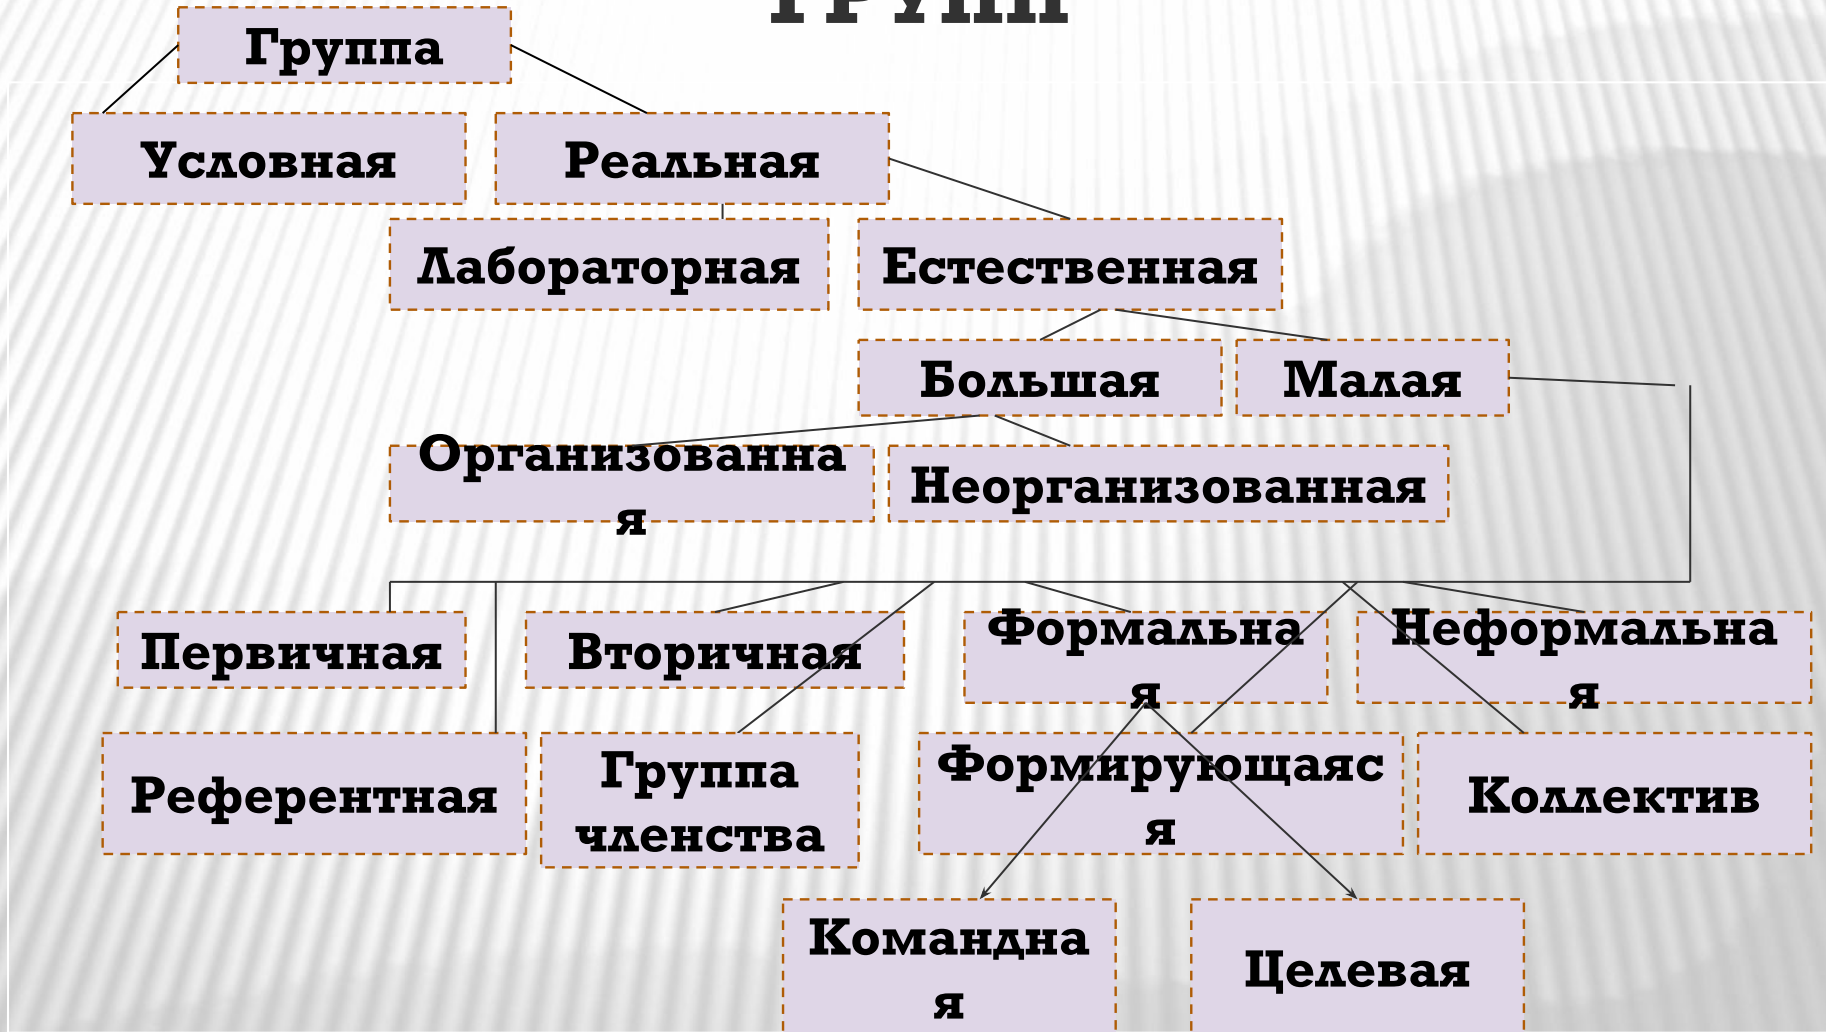 групп
Группа
Условная
Реальная
Лабораторная
Естественная
Большая
Малая
Организованна
я
Неорганизованная
Первичная
Вторичная
Формальна
я
Неформальна
я
Референтная
Группа
членства
Формирующаяс
я
Коллектив
Командна
я
Целевая